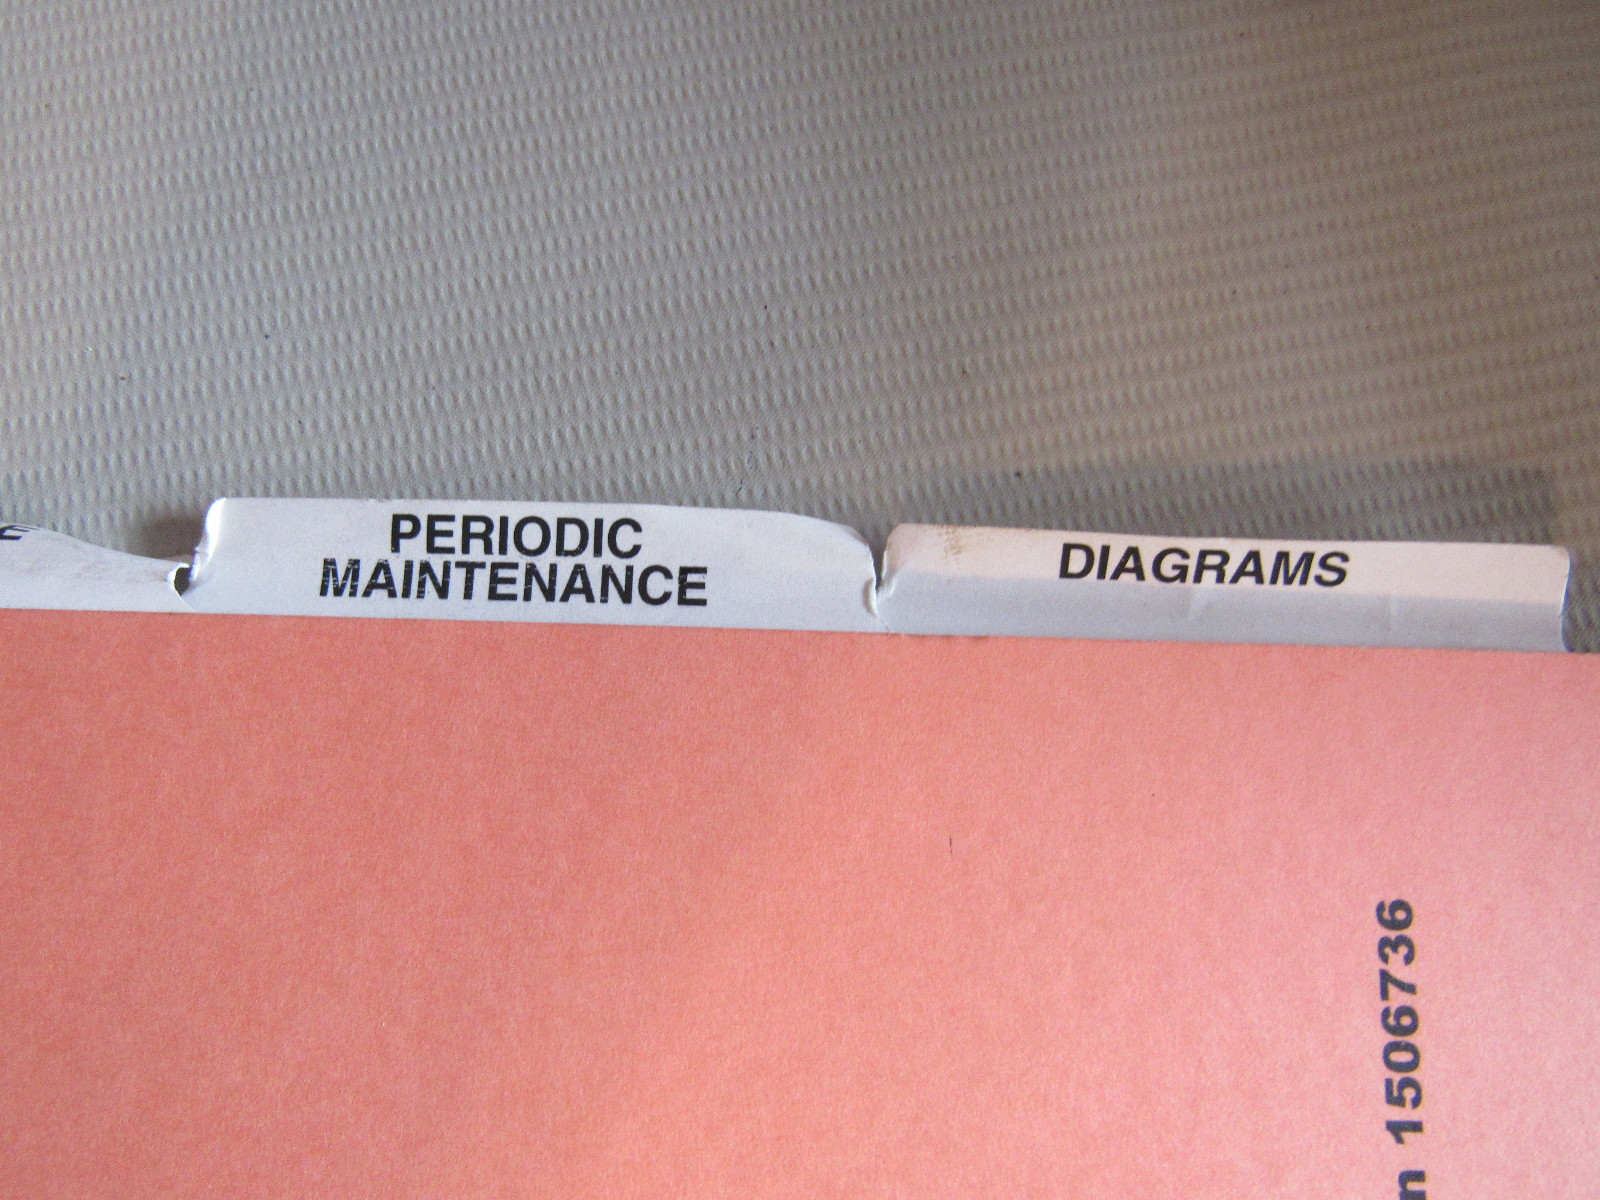 PERIODIC
MAINTENANCE
DIAGRAMS
1506736